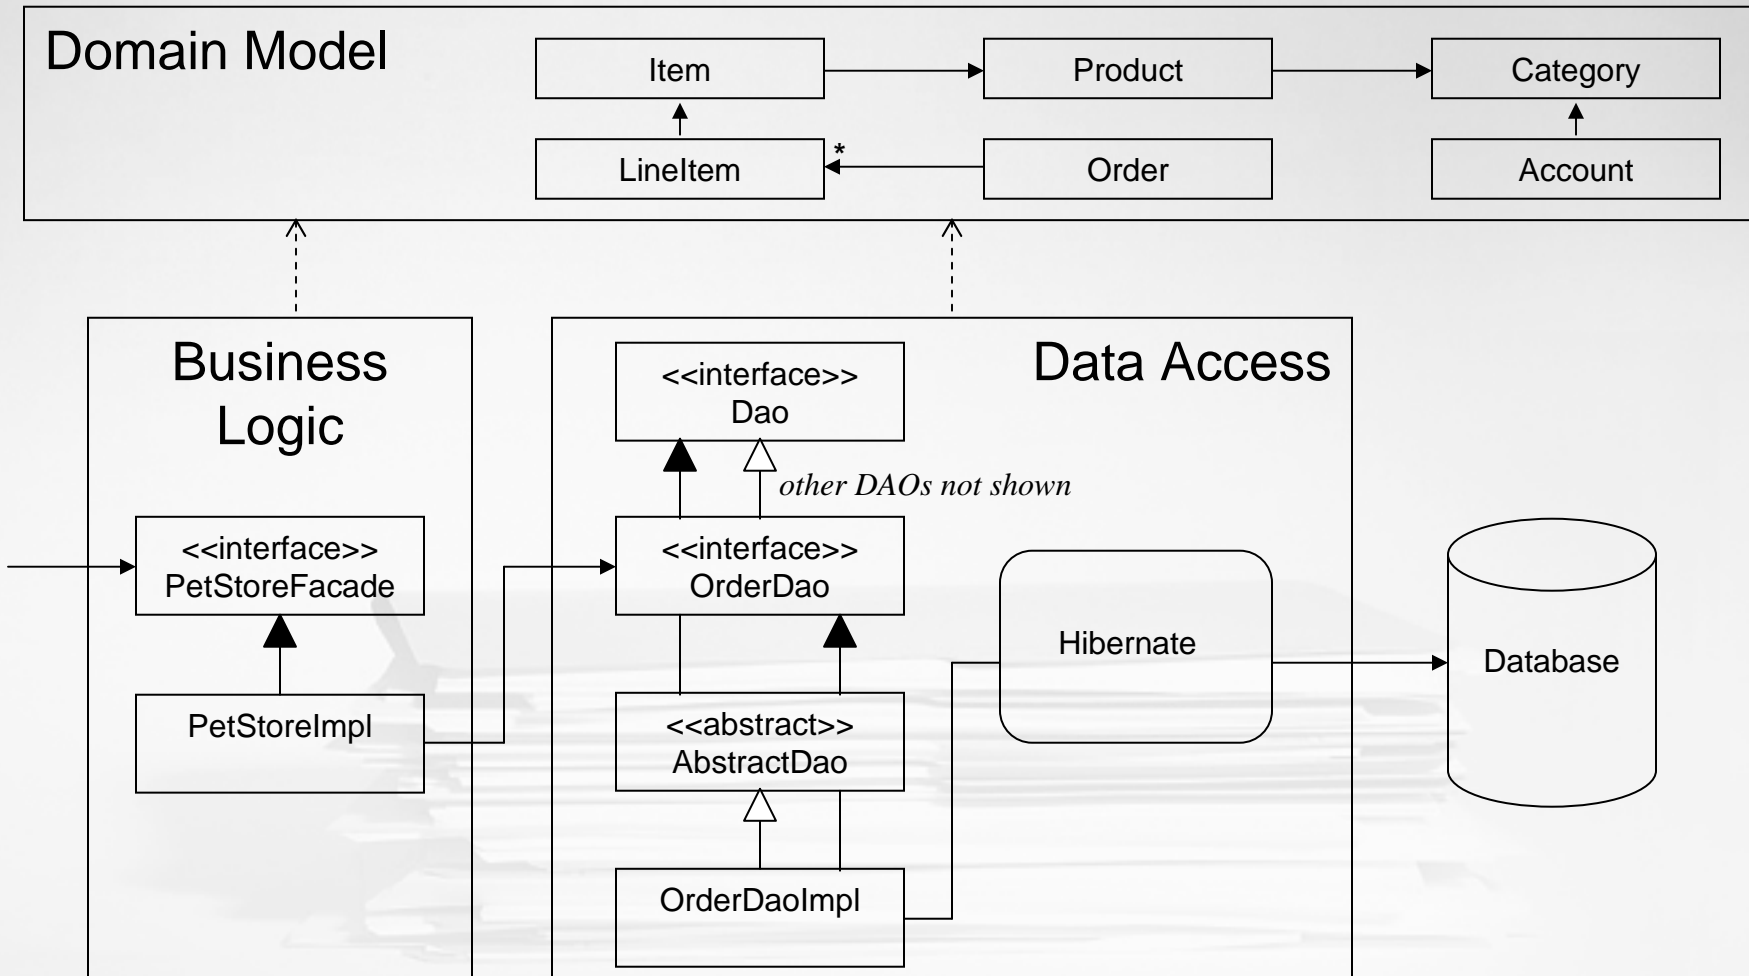 Domain Model
Item
Product
Category
LineItem
*
Order
Account
Business
Logic
<<interface>>
Dao
Data Access
other DAOs not shown
<<interface>>
PetStoreFacade
<<interface>>
OrderDao
Hibernate
Database
PetStoreImpl
<<abstract>>
AbstractDao
OrderDaoImpl